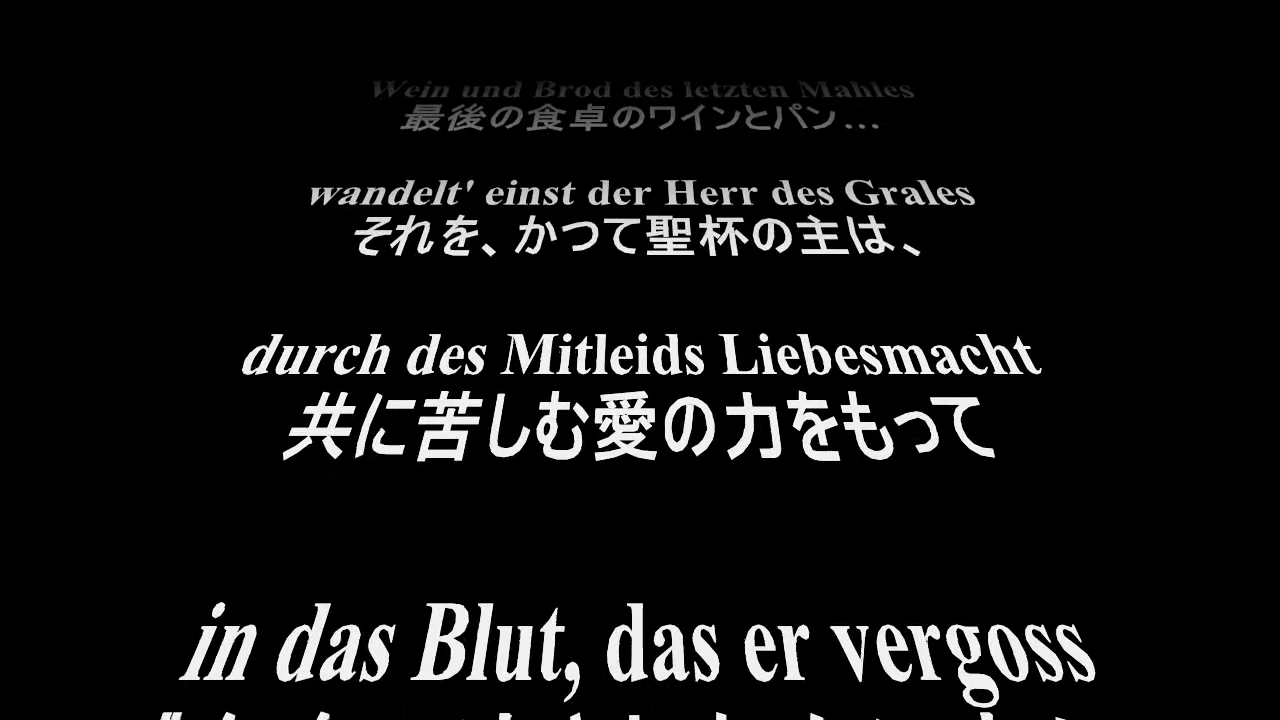 Wein und Brod des letzten Mahles
最後の食卓のワインとパン…
wandelt' einst der Herr des Grales
それを、かつて聖杯の主は、
durch des Mitleids Liebesmacht
共に苦しむ愛の力をもって
in das Blut, das er vergoss